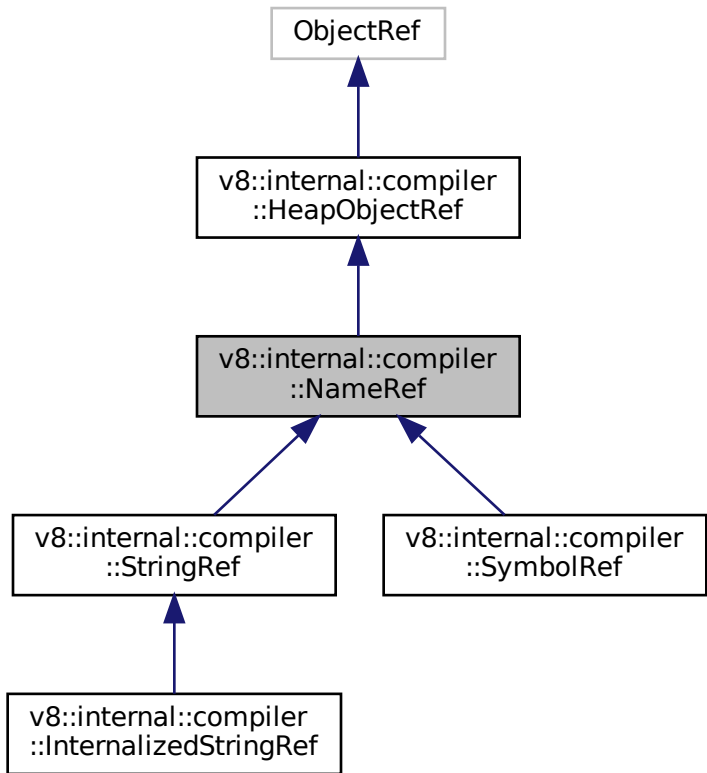 ObjectRef
v8::internal::compiler
::HeapObjectRef
v8::internal::compiler
::NameRef
v8::internal::compiler
::StringRef
v8::internal::compiler
::SymbolRef
v8::internal::compiler
::InternalizedStringRef